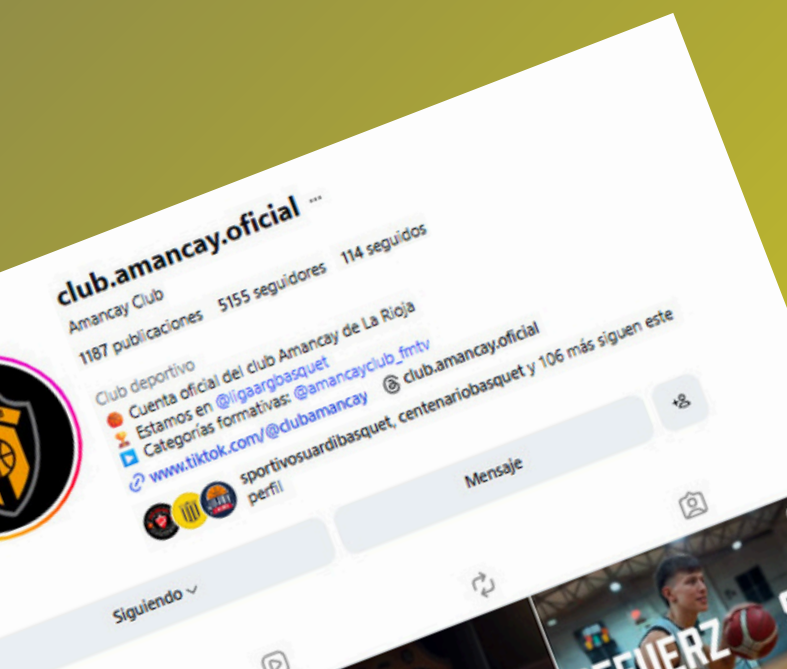 club.amancay.oficial ...
Amancay Club
1187 publicaciones 5155 seguidores 114 seguidos
Club deportivo
Cuenta oficial del club Amancay de La Rioja
Estamos en @ligaargbasquet
Categorías formativas: @amancayclub_fmtv
www.tiktok.com/@clubamancay club.amancay.oficial
sportivosuardibasquet, centenariobasquet y 106 más siguen este
perfil
Siguiendo Mensaje